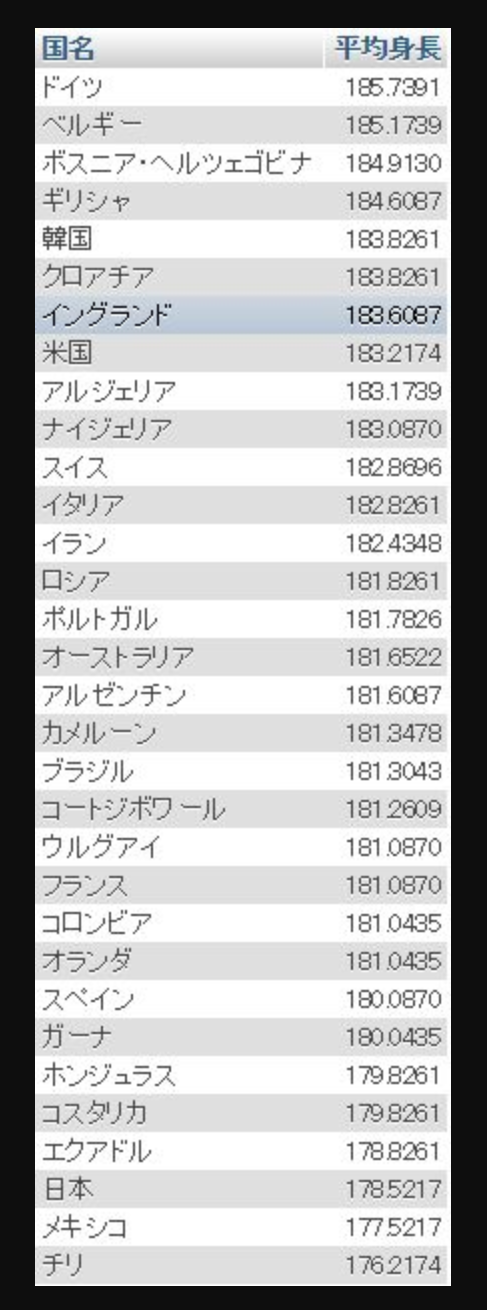 国名 平均身長
ドイツ 185.7391
ベルギー 185.1739
ボスニア・ヘルツェゴビナ 184.9130
ギリシャ 184.6087
韓国 183.8261
クロアチア 183.8261
イングランド 183.6087
米国 183.2174
アルジェリア 183.1739
ナイジェリア 183.0870
スイス 182.8696
イタリア 182.8261
イラン 182.4348
ロシア 181.8261
ポルトガル 181.7826
オーストラリア 181.6522
アルゼンチン 181.6087
カメルーン 181.3478
ブラジル 181.3043
コートジボワール 181.2609
ウルグアイ 181.0870
フランス 181.0870
コロンビア 181.0435
オランダ 181.0435
スペイン 180.0870
ガーナ 180.0435
ホンジュラス 179.8261
コスタリカ 179.8261
エクアドル 178.8261
日本 178.5217
メキシコ 177.5217
チリ 176.2174